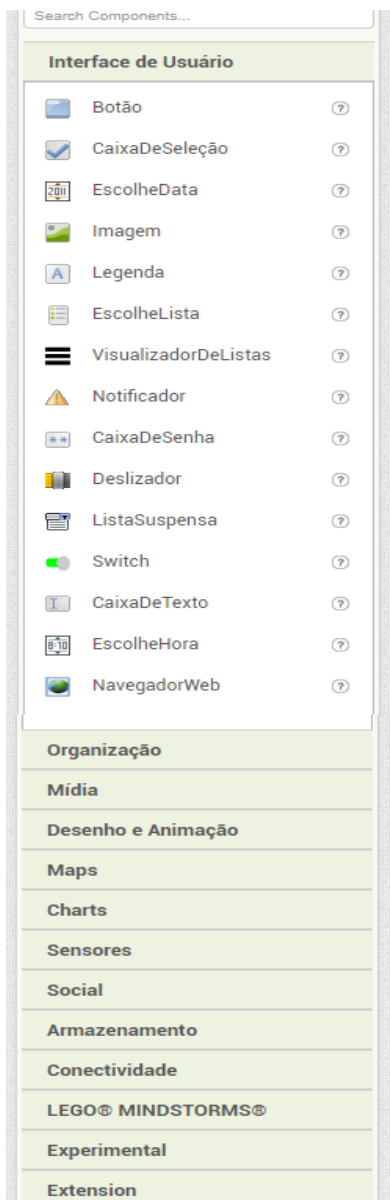 Search Components...
Interface de Usuário
Botão
CaixaDeSeleção
EscolheData
Imagem
Legenda
EscolheLista
VisualizadorDeListas
Notificador
CaixaDeSenha
Deslizador
ListaSuspensa
Switch
CaixaDeTexto
EscolheHora
NavegadorWeb
Organização
Mídia
Desenho e Animação
Maps
Charts
Sensores
Social
Armazenamento
Conectividade
LEGO® MINDSTORMS®
Experimental
Extension